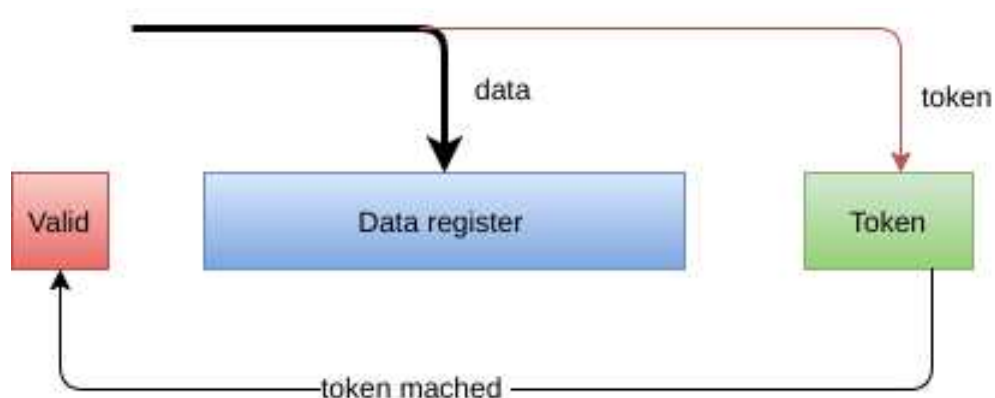 data
token
Valid
Data register
Token
token mached